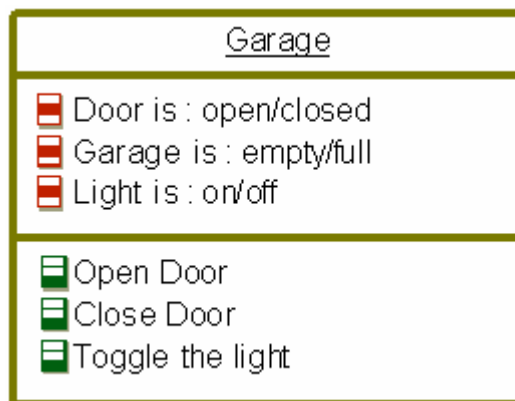 Garage
Door is : open/closed
Garage is : empty/full
Light is : on/off
Open Door
Close Door
Toggle the light